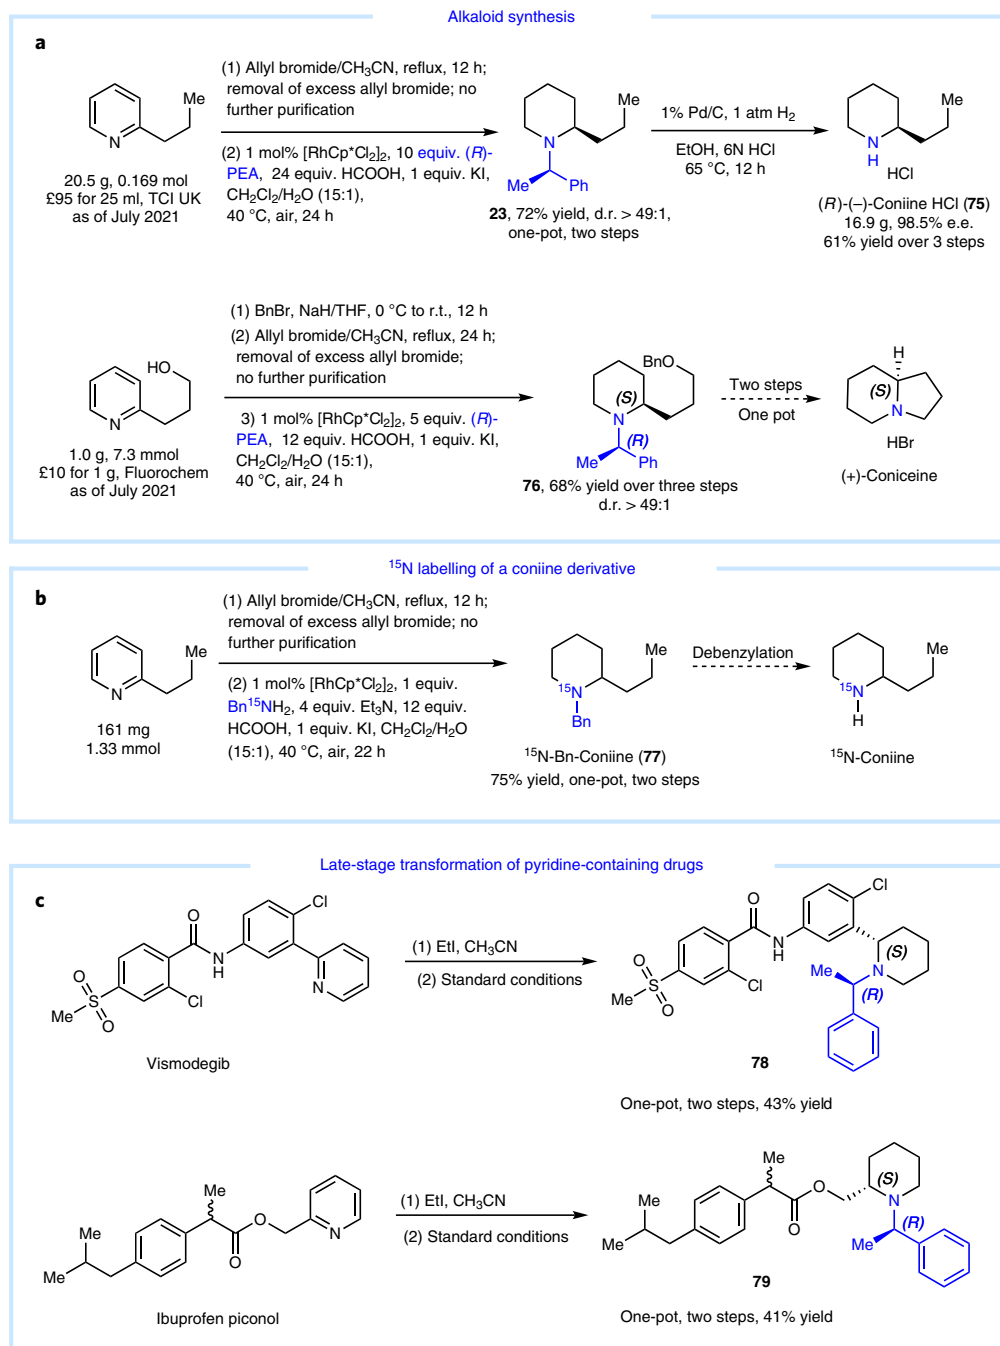 Alkaloid synthesis
a
(1) Allyl bromide/CH₃CN, reflux, 12 h;
removal of excess allyl bromide; no
further purification
(2) 1 mol% [RhCp*Cl₂]₂, 10 equiv. (R)-
PEA, 24 equiv. HCOOH, 1 equiv. KI,
CH₂Cl₂/H₂O (15:1),
40 °C, air, 24 h
Me
N
20.5 g, 0.169 mol
£95 for 25 ml, TCI UK
as of July 2021
Me
N
Me
Ph
23, 72% yield, d.r. > 49:1,
one-pot, two steps
1% Pd/C, 1 atm H₂
EtOH, 6N HCl
65 °C, 12 h
Me
N
H
HCl
(R)-(–)-Coniine HCl (75)
16.9 g, 98.5% e.e.
61% yield over 3 steps
(1) BnBr, NaH/THF, 0 °C to r.t., 12 h
(2) Allyl bromide/CH₃CN, reflux, 24 h;
removal of excess allyl bromide;
no further purification
3) 1 mol% [RhCp*Cl₂]₂, 5 equiv. (R)-
PEA, 12 equiv. HCOOH, 1 equiv. KI,
CH₂Cl₂/H₂O (15:1),
40 °C, air, 24 h
HO
N
1.0 g, 7.3 mmol
£10 for 1 g, Fluorochem
as of July 2021
BnO
(S)
N
(R)
Me
Ph
76, 68% yield over three steps
d.r. > 49:1
Two steps
One pot
H
(S)
N
HBr
(+)-Coniceine
¹⁵N labelling of a coniine derivative
b
(1) Allyl bromide/CH₃CN, reflux, 12 h;
removal of excess allyl bromide; no
further purification
(2) 1 mol% [RhCp*Cl₂]₂, 1 equiv.
Bn¹⁵NH₂, 4 equiv. Et₃N, 12 equiv.
HCOOH, 1 equiv. KI, CH₂Cl₂/H₂O
(15:1), 40 °C, air, 22 h
Me
N
161 mg
1.33 mmol
Me
¹⁵N
Bn
¹⁵N-Bn-Coniine (77)
75% yield, one-pot, two steps
Debenzylation
Me
¹⁵N
H
¹⁵N-Coniine
Late-stage transformation of pyridine-containing drugs
c
Cl
O
N
H
N
Cl
O
S
Me
O
Vismodegib
(1) EtI, CH₃CN
(2) Standard conditions
Cl
O
N
H
(S)
Me
N
(R)
Cl
O
S
Me
O
78
One-pot, two steps, 43% yield
Me
O
N
O
Me
Me
Ibuprofen piconol
(1) EtI, CH₃CN
(2) Standard conditions
Me
O
(S)
N
O
(R)
Me
Me
Me
79
One-pot, two steps, 41% yield